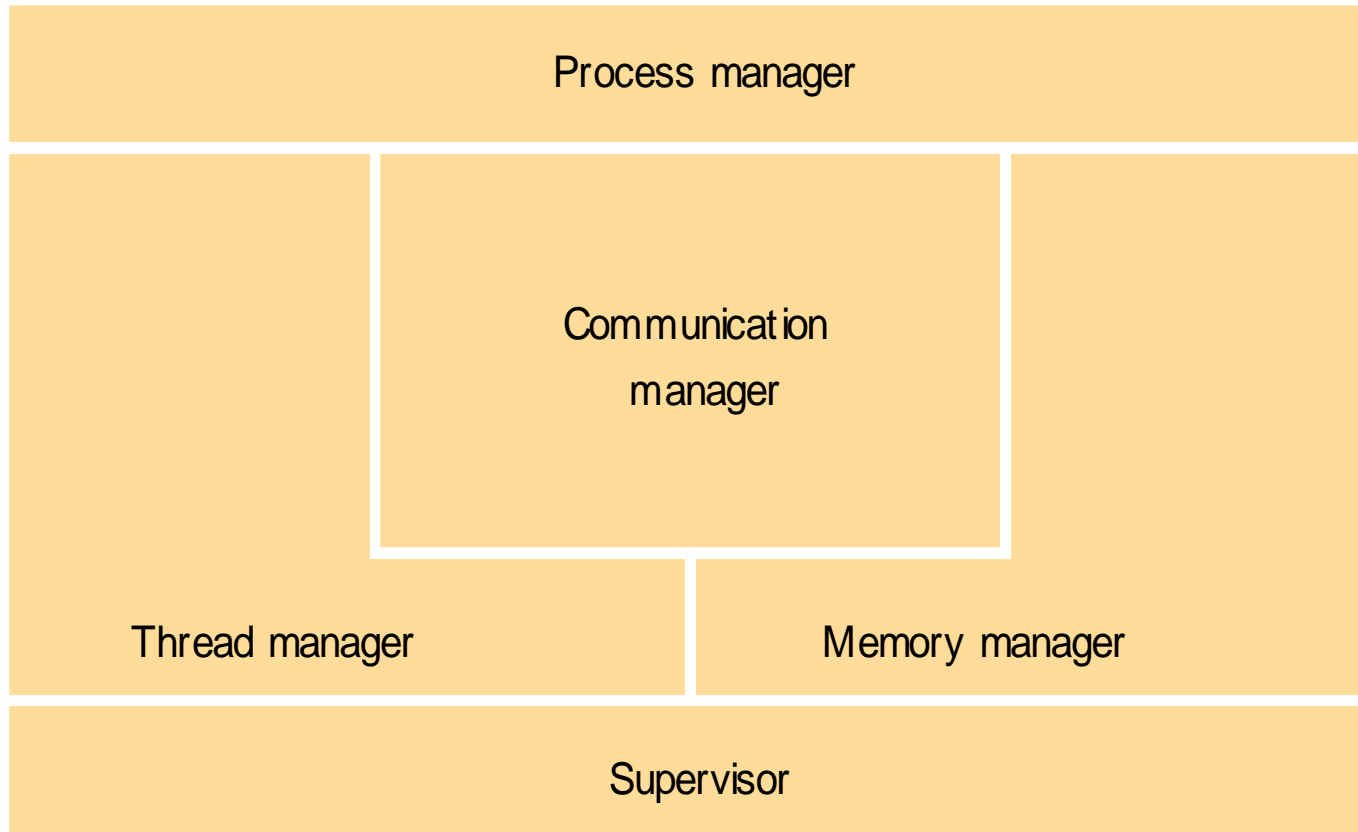 Process manager
Communication
manager
Thread manager
Memory manager
Supervisor